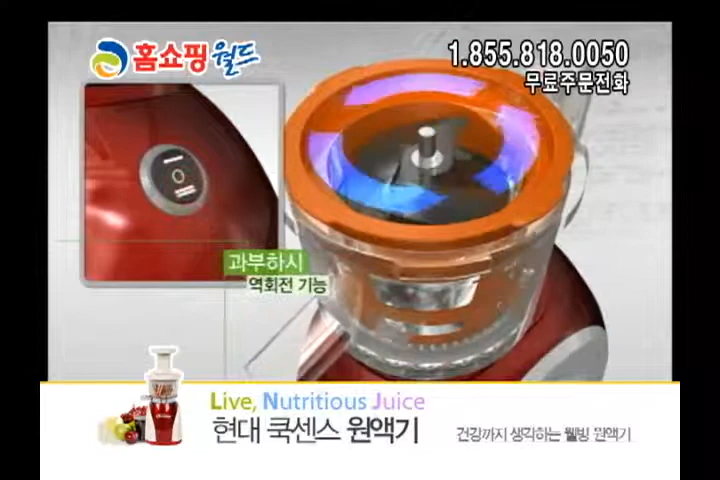 홈쇼핑 월드
1.855.818.0050
무료주문전화
과부하시
역회전 기능
Live, Nutritious Juice
현대 쿡센스 원액기
건강까지 생각하는 웰빙 원액기